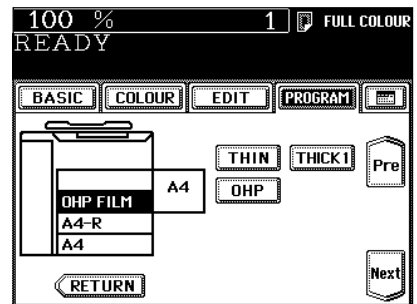 100 % 1 FULL COLOUR
READY
BASIC COLOUR EDIT PROGRAM
THIN THICK1 Pre
A4 OHP
OHP FILM
A4-R
A4
RETURN Next